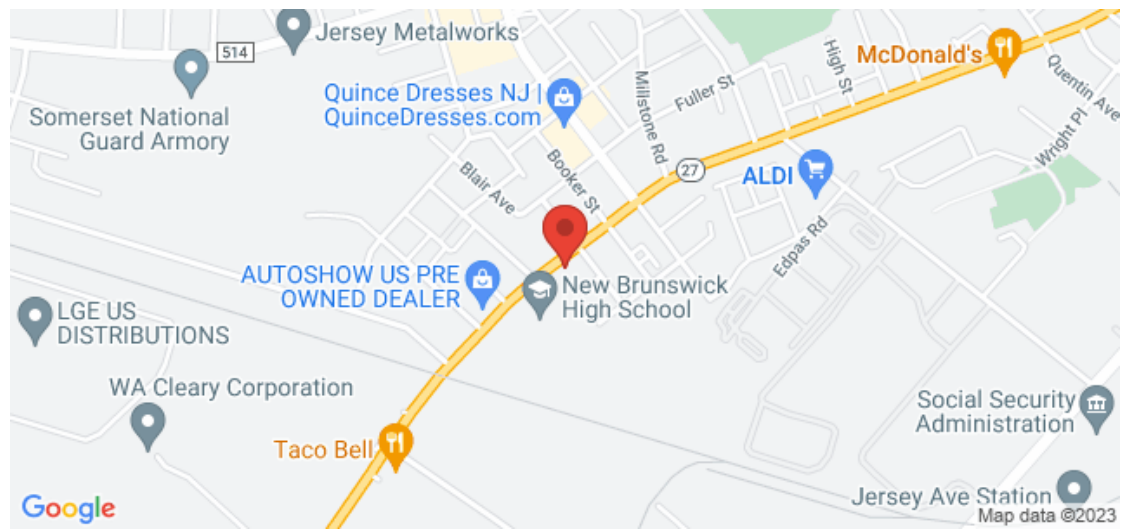 Jersey Metalworks
514
McDonald's
High St
Quentin Ave
Quince Dresses NJ |
QuinceDresses.com
Millstone Rd
Fuller St
Somerset National
Guard Armory
Wright Pl
27
Booker St
Blair Ave
ALDI
Edpas Rd
AUTOSHOW US PRE
OWNED DEALER
New Brunswick
High School
LGE US
DISTRIBUTIONS
WA Cleary Corporation
Social Security
Administration
Taco Bell
Jersey Ave Station
Google
Map data ©2023